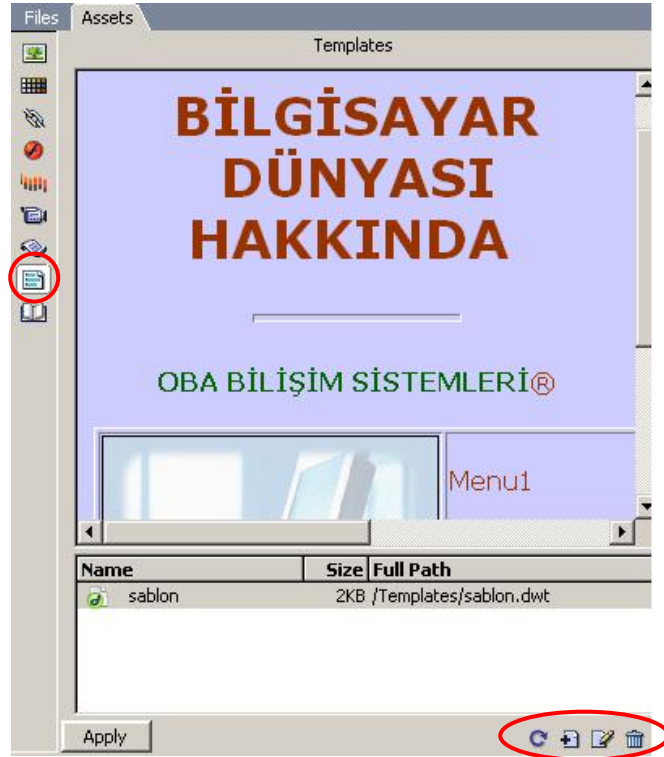 Files Assets
Templates
BİLGİSAYAR
DÜNYASI
HAKKINDA
OBA BİLİŞİM SİSTEMLERİ®
Menu1
Name Size Full Path
sablon 2KB /Templates/sablon.dwt
Apply